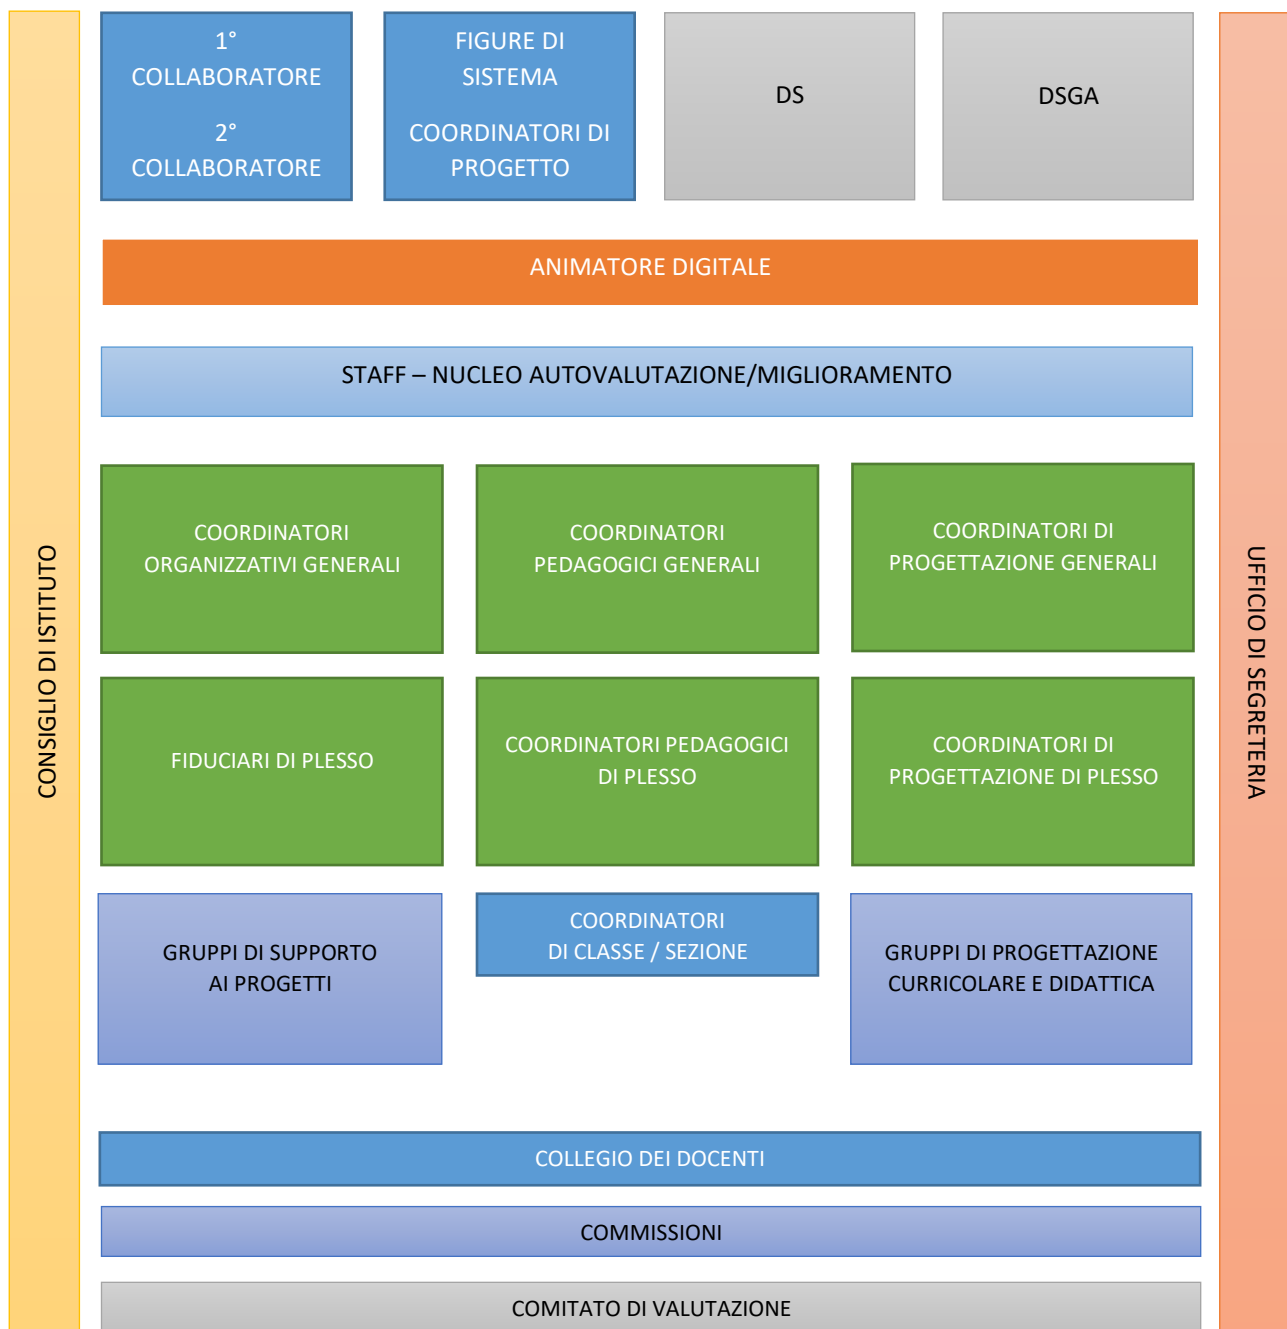 1°
COLLABORATORE
2°
COLLABORATORE
FIGURE DI
SISTEMA
COORDINATORI DI
PROGETTO
DS
DSGA
ANIMATORE DIGITALE
STAFF – NUCLEO AUTOVALUTAZIONE/MIGLIORAMENTO
CONSIGLIO DI ISTITUTO
COORDINATORI
ORGANIZZATIVI GENERALI
COORDINATORI
PEDAGOGICI GENERALI
COORDINATORI DI
PROGETTAZIONE GENERALI
UFFICIO DI SEGRETERIA
FIDUCIARI DI PLESSO
COORDINATORI PEDAGOGICI
DI PLESSO
COORDINATORI DI
PROGETTAZIONE DI PLESSO
GRUPPI DI SUPPORTO
AI PROGETTI
COORDINATORI
DI CLASSE / SEZIONE
GRUPPI DI PROGETTAZIONE
CURRICOLARE E DIDATTICA
COLLEGIO DEI DOCENTI
COMMISSIONI
COMITATO DI VALUTAZIONE